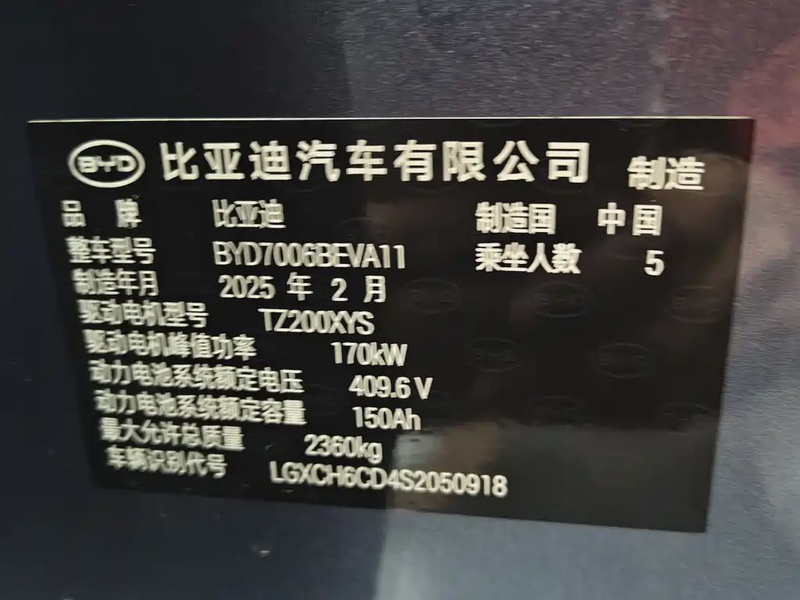 BYD 比亚迪汽车有限公司 制造
品牌 比亚迪 制造国 中国
整车型号 BYD7006BEVA11 乘坐人数 5
制造年月 2025 年 2 月
驱动电机型号 TZ200XYS
驱动电机峰值功率 170kW
动力电池系统额定电压 409.6 V
动力电池系统额定容量 150Ah
最大允许总质量 2360kg
车辆识别代号 LGXCH6CD4S2050918